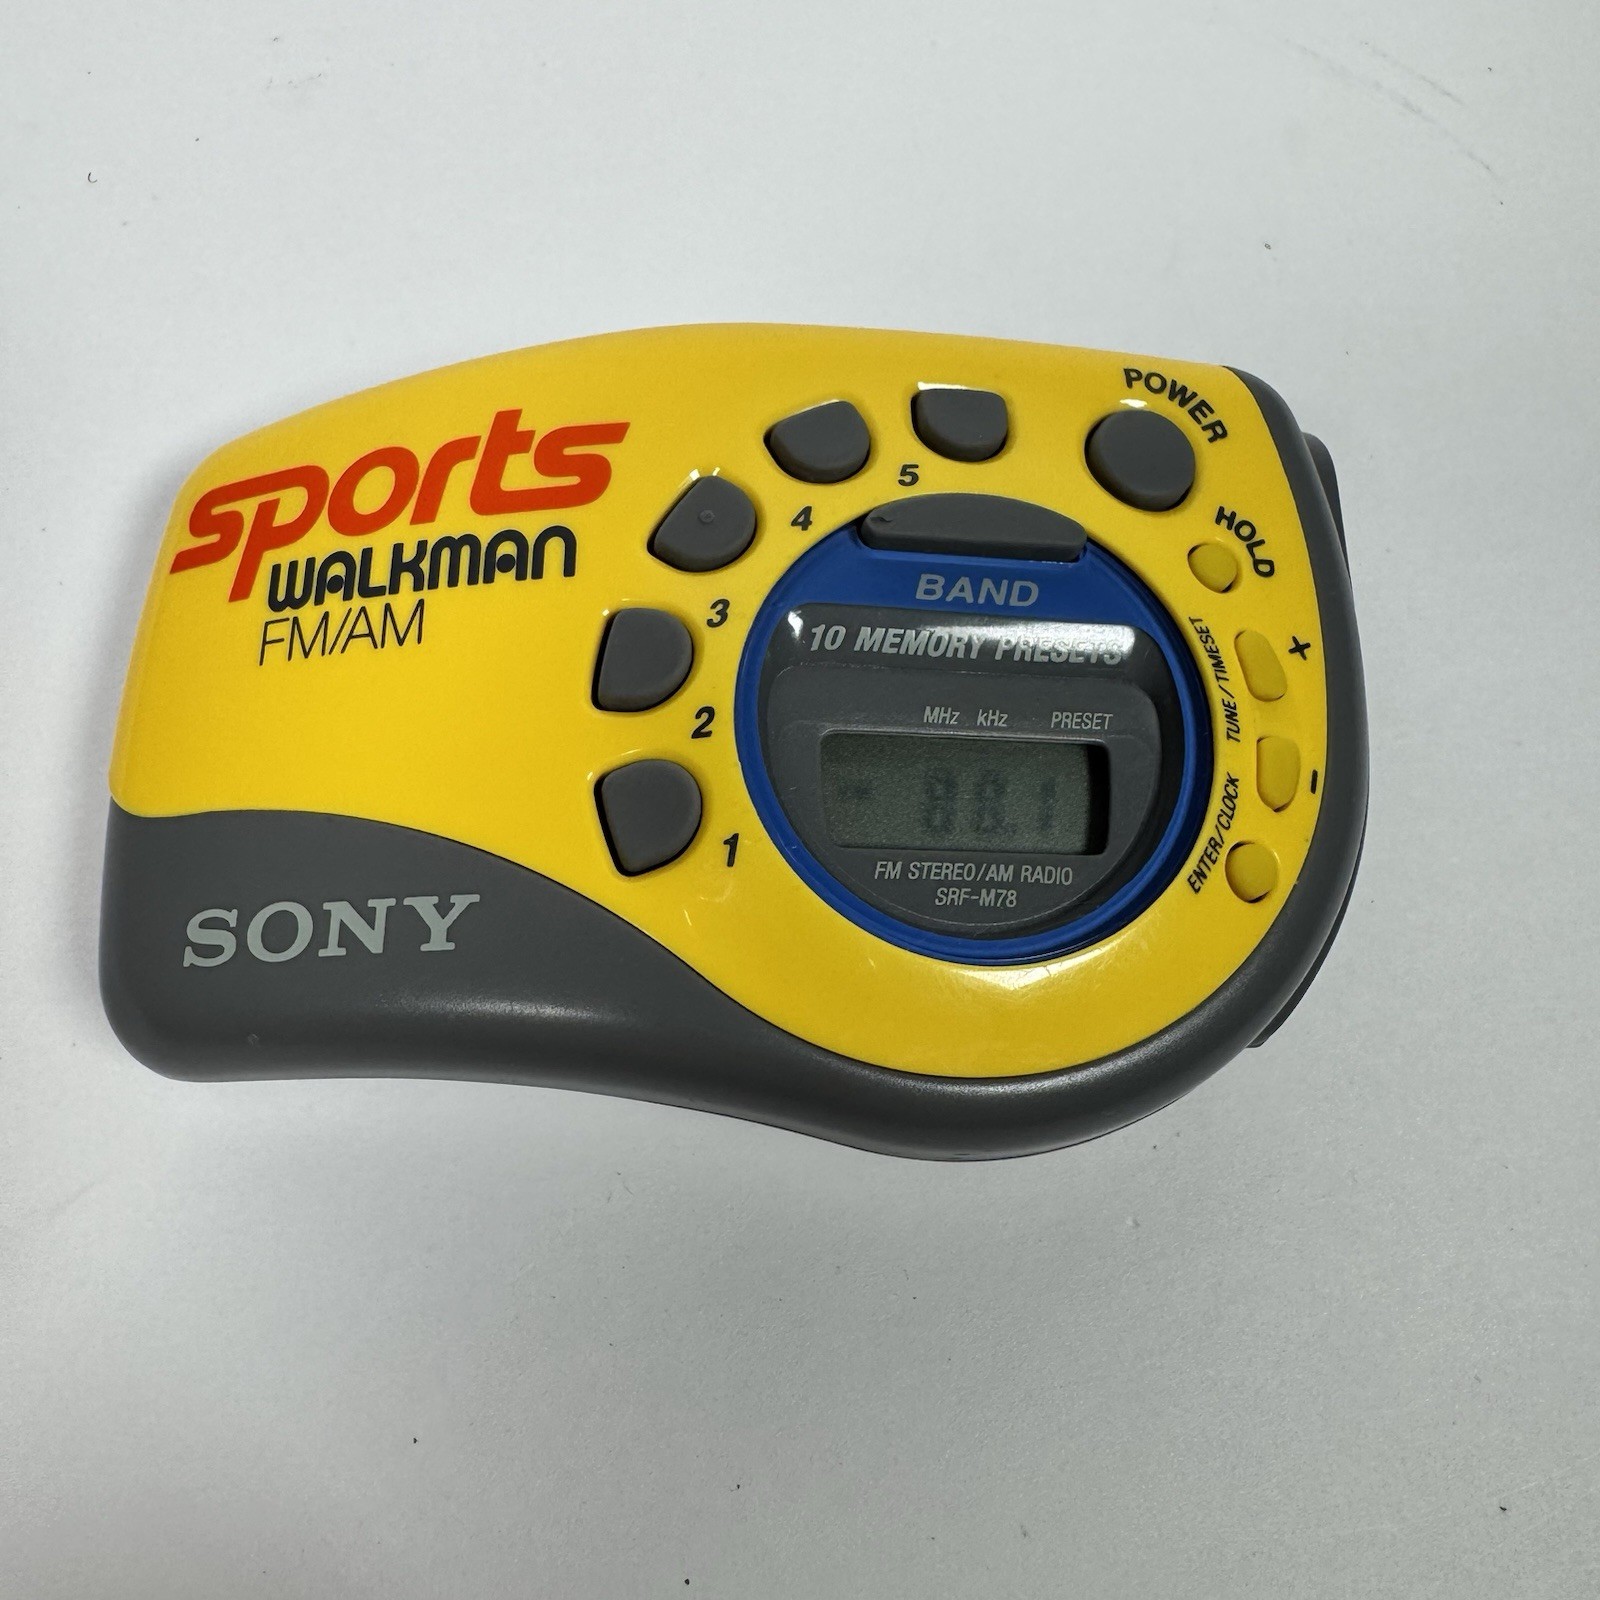 POWER
sports
WALKMAN
FM/AM
HOLD
5
4
3
2
1
BAND
10 MEMORY PRESETS
MHz kHz PRESET
88.1
FM STEREO/AM RADIO
SRF-M78
+
TUNE/TIMESET
-
ENTER/CLOCK
SONY